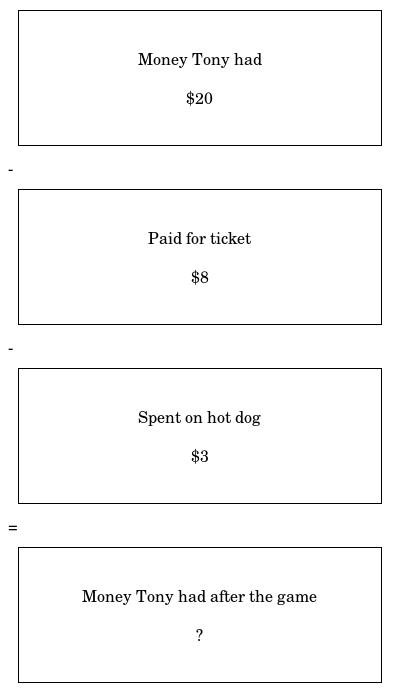 Money Tony had
$20
-
Paid for ticket
$8
-
Spent on hot dog
$3
=
Money Tony had after the game
?